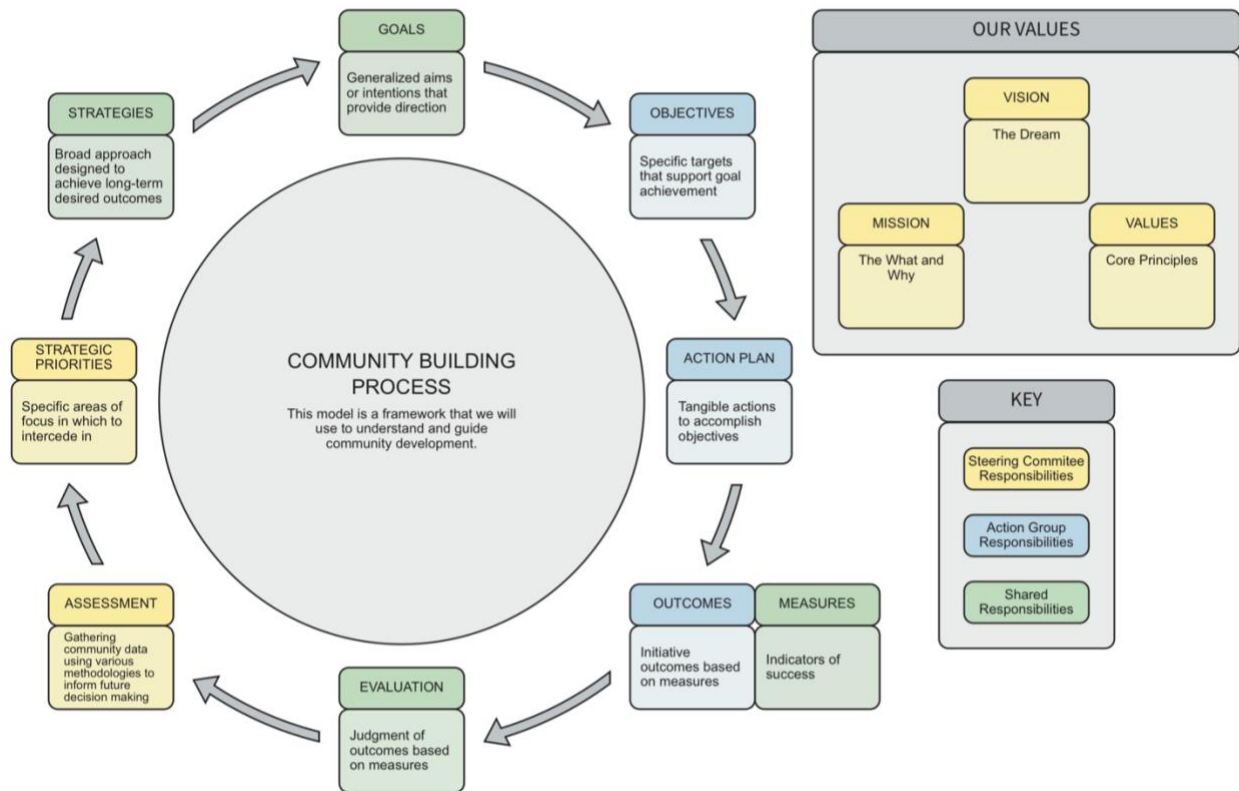 GOALS
Generalized aims
or intentions that
provide direction
OBJECTIVES
Specific targets
that support goal
achievement
ACTION PLAN
Tangible actions
to accomplish
objectives
OUTCOMES
Initiative
outcomes based
on measures
MEASURES
Indicators of
success
EVALUATION
Judgment of
outcomes based
on measures
ASSESSMENT
Gathering
community data
using various
methodologies to
inform future
decision making
STRATEGIC
PRIORITIES
Specific areas of
focus in which to
intercede in
STRATEGIES
Broad approach
designed to
achieve long-term
desired outcomes
COMMUNITY BUILDING
PROCESS
This model is a framework that we will
use to understand and guide
community development.
OUR VALUES
VISION
The Dream
MISSION
The What and
Why
VALUES
Core Principles
KEY
Steering Commitee
Responsibilities
Action Group
Responsibilities
Shared
Responsibilities